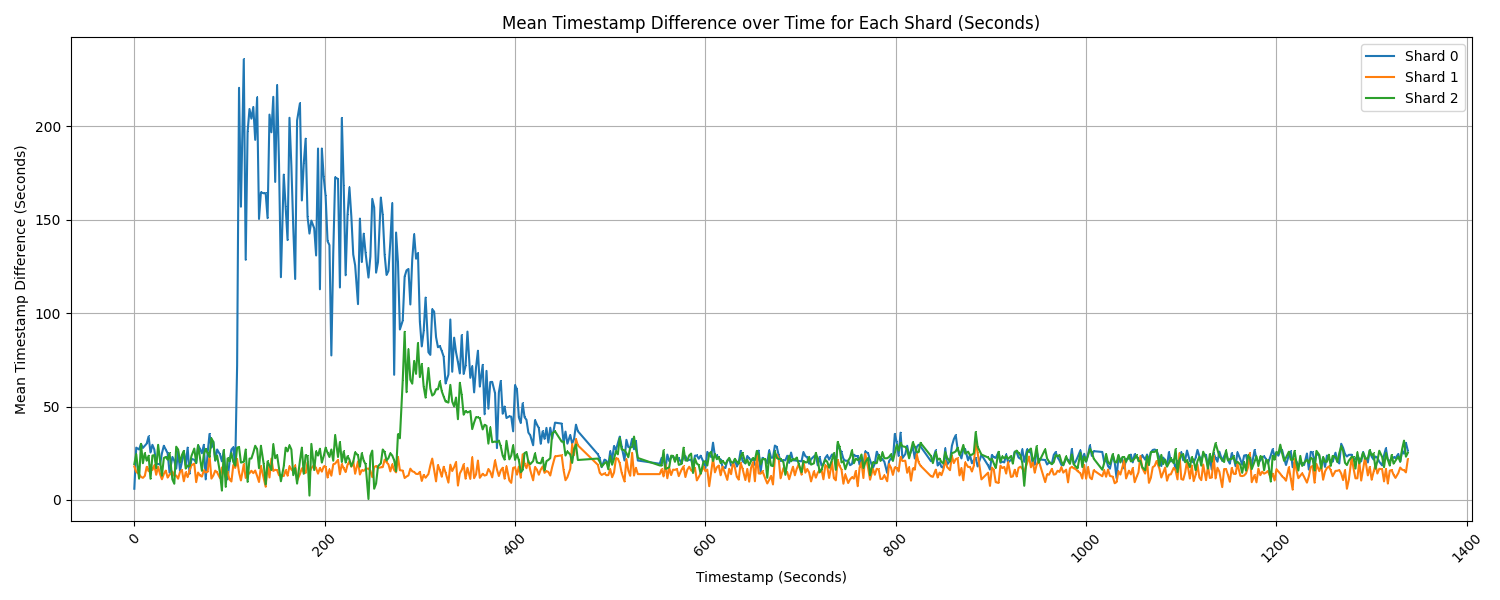 Mean Timestamp Difference over Time for Each Shard (Seconds)
Shard 0
Shard 1
Shard 2
Mean Timestamp Difference (Seconds)
200
150
100
50
0
0
200
400
600
800
1000
1200
1400
Timestamp (Seconds)